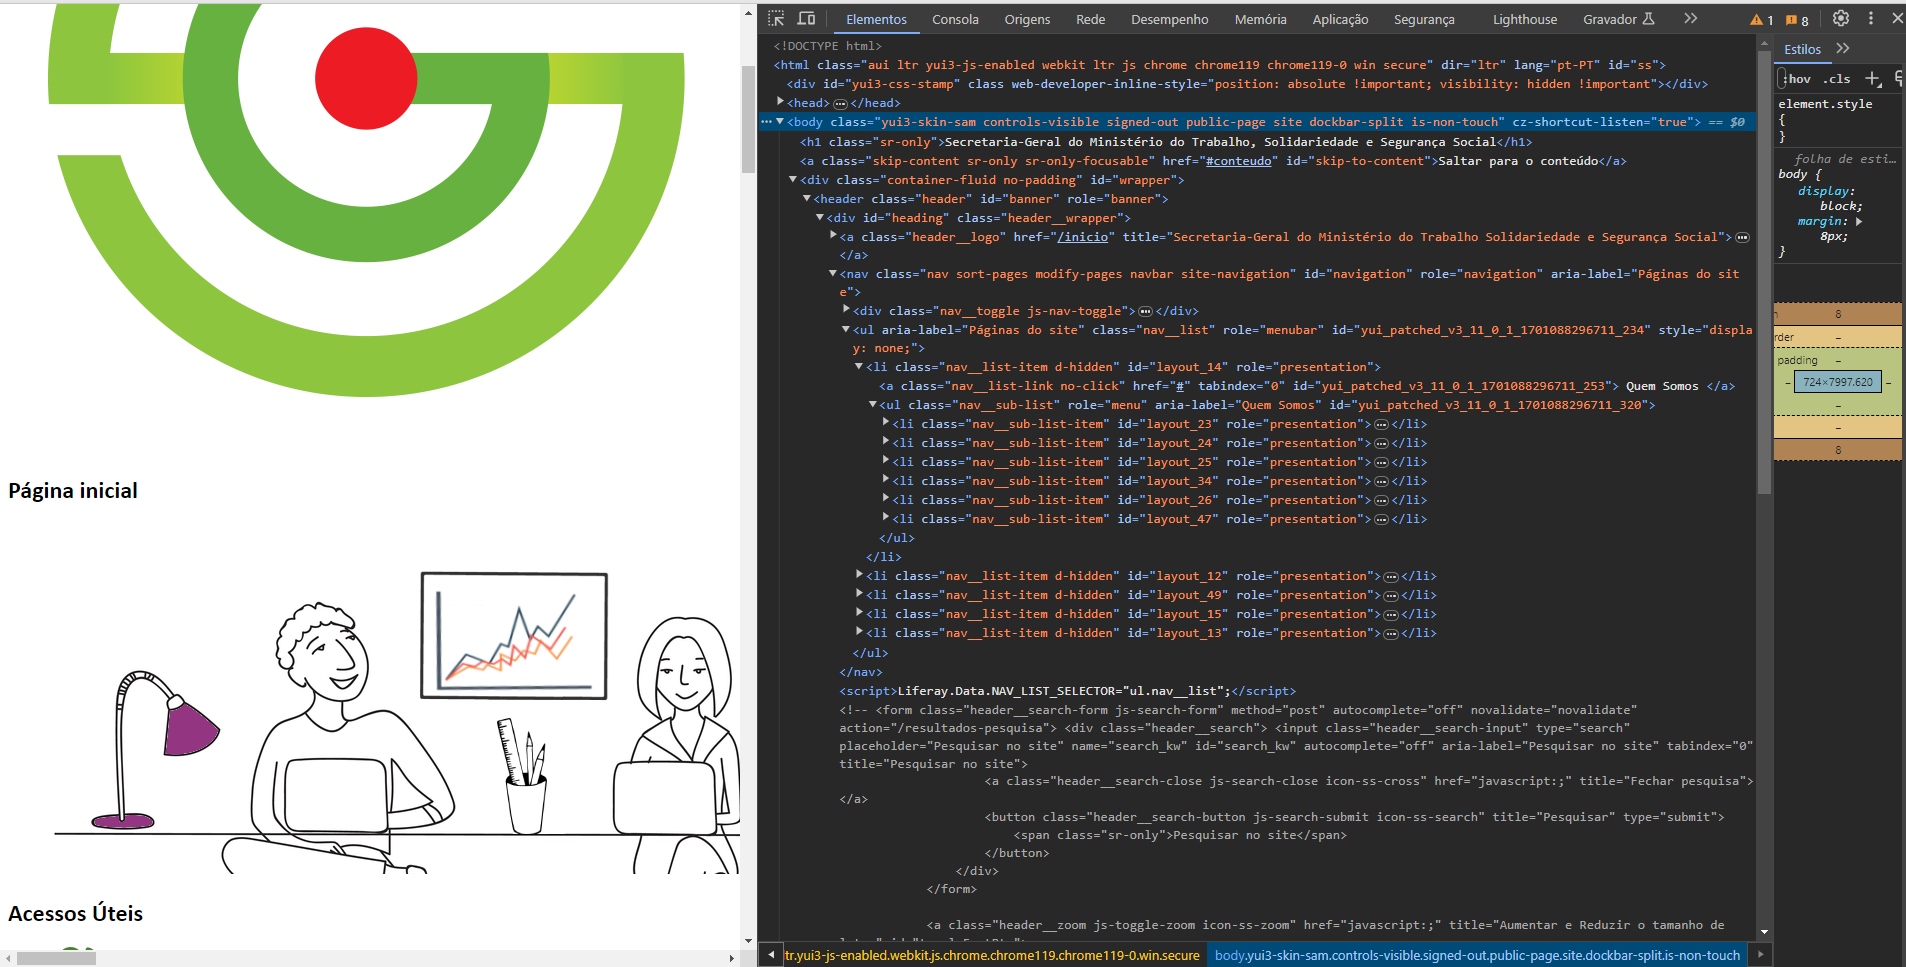 Página inicial
Acessos Úteis
Elementos Consola Origens Rede Desempenho Memória Aplicação Segurança Lighthouse Gravador 1 8
<!DOCTYPE html>
<html class="aui ltr yui3-js-enabled webkit ltr js chrome chrome119 chrome119-0 win secure" dir="ltr" lang="pt-PT" id="ss">
<div id="yui3-css-stamp" class web-developer-inline-style="position: absolute !important; visibility: hidden !important"></div>
<head>…</head>
<body class="yui3-skin-sam controls-visible signed-out public-page site dockbar-split is-non-touch" cz-shortcut-listen="true"> == $0
<h1 class="sr-only">Secretaria-Geral do Ministério do Trabalho, Solidariedade e Segurança Social</h1>
<a class="skip-content sr-only sr-only-focusable" href="#conteudo" id="skip-to-content">Saltar para o conteúdo</a>
<div class="container-fluid no-padding" id="wrapper">
<header class="header" id="banner" role="banner">
<div id="heading" class="header__wrapper">
<a class="header__logo" href="/inicio" title="Secretaria-Geral do Ministério do Trabalho Solidariedade e Segurança Social">…
</a>
<nav class="nav sort-pages modify-pages navbar site-navigation" id="navigation" role="navigation" aria-label="Páginas do sit
e">
<div class="nav__toggle js-nav-toggle">…</div>
<ul aria-label="Páginas do site" class="nav__list" role="menubar" id="yui_patched_v3_11_0_1_1701088296711_234" style="displa
y: none;">
<li class="nav__list-item d-hidden" id="layout_14" role="presentation">
<a class="nav__list-link no-click" href="#" tabindex="0" id="yui_patched_v3_11_0_1_1701088296711_253"> Quem Somos </a>
<ul class="nav__sub-list" role="menu" aria-label="Quem Somos" id="yui_patched_v3_11_0_1_1701088296711_320">
<li class="nav__sub-list-item" id="layout_23" role="presentation">…</li>
<li class="nav__sub-list-item" id="layout_24" role="presentation">…</li>
<li class="nav__sub-list-item" id="layout_25" role="presentation">…</li>
<li class="nav__sub-list-item" id="layout_34" role="presentation">…</li>
<li class="nav__sub-list-item" id="layout_26" role="presentation">…</li>
<li class="nav__sub-list-item" id="layout_47" role="presentation">…</li>
</ul>
</li>
<li class="nav__list-item d-hidden" id="layout_12" role="presentation">…</li>
<li class="nav__list-item d-hidden" id="layout_49" role="presentation">…</li>
<li class="nav__list-item d-hidden" id="layout_15" role="presentation">…</li>
<li class="nav__list-item d-hidden" id="layout_13" role="presentation">…</li>
</ul>
</nav>
<script>Liferay.Data.NAV_LIST_SELECTOR="ul.nav__list";</script>
<!-- <form class="header__search-form js-search-form" method="post" autocomplete="off" novalidate="novalidate"
action="/resultados-pesquisa"> <div class="header__search"> <input class="header__search-input" type="search"
placeholder="Pesquisar no site" name="search_kw" id="search_kw" autocomplete="off" aria-label="Pesquisar no site" tabindex="0"
title="Pesquisar no site">
<a class="header__search-close js-search-close icon-ss-cross" href="javascript:;" title="Fechar pesquisa">
</a>
<button class="header__search-button js-search-submit icon-ss-search" title="Pesquisar" type="submit">
<span class="sr-only">Pesquisar no site</span>
</button>
</div>
</form>
<a class="header__zoom js-toggle-zoom icon-ss-zoom" href="javascript:;" title="Aumentar e Reduzir o tamanho de
tr.yui3-js-enabled.webkit.js.chrome.chrome119.chrome119-0.win.secure body.yui3-skin-sam.controls-visible.signed-out.public-page.site.dockbar-split.is-non-touch
Estilos
:hov .cls
element.style
{
}
folha de esti…
body {
display:
block;
margin:
8px;
}
8
rder –
padding –
– 724×7997.620 –
–
–
8